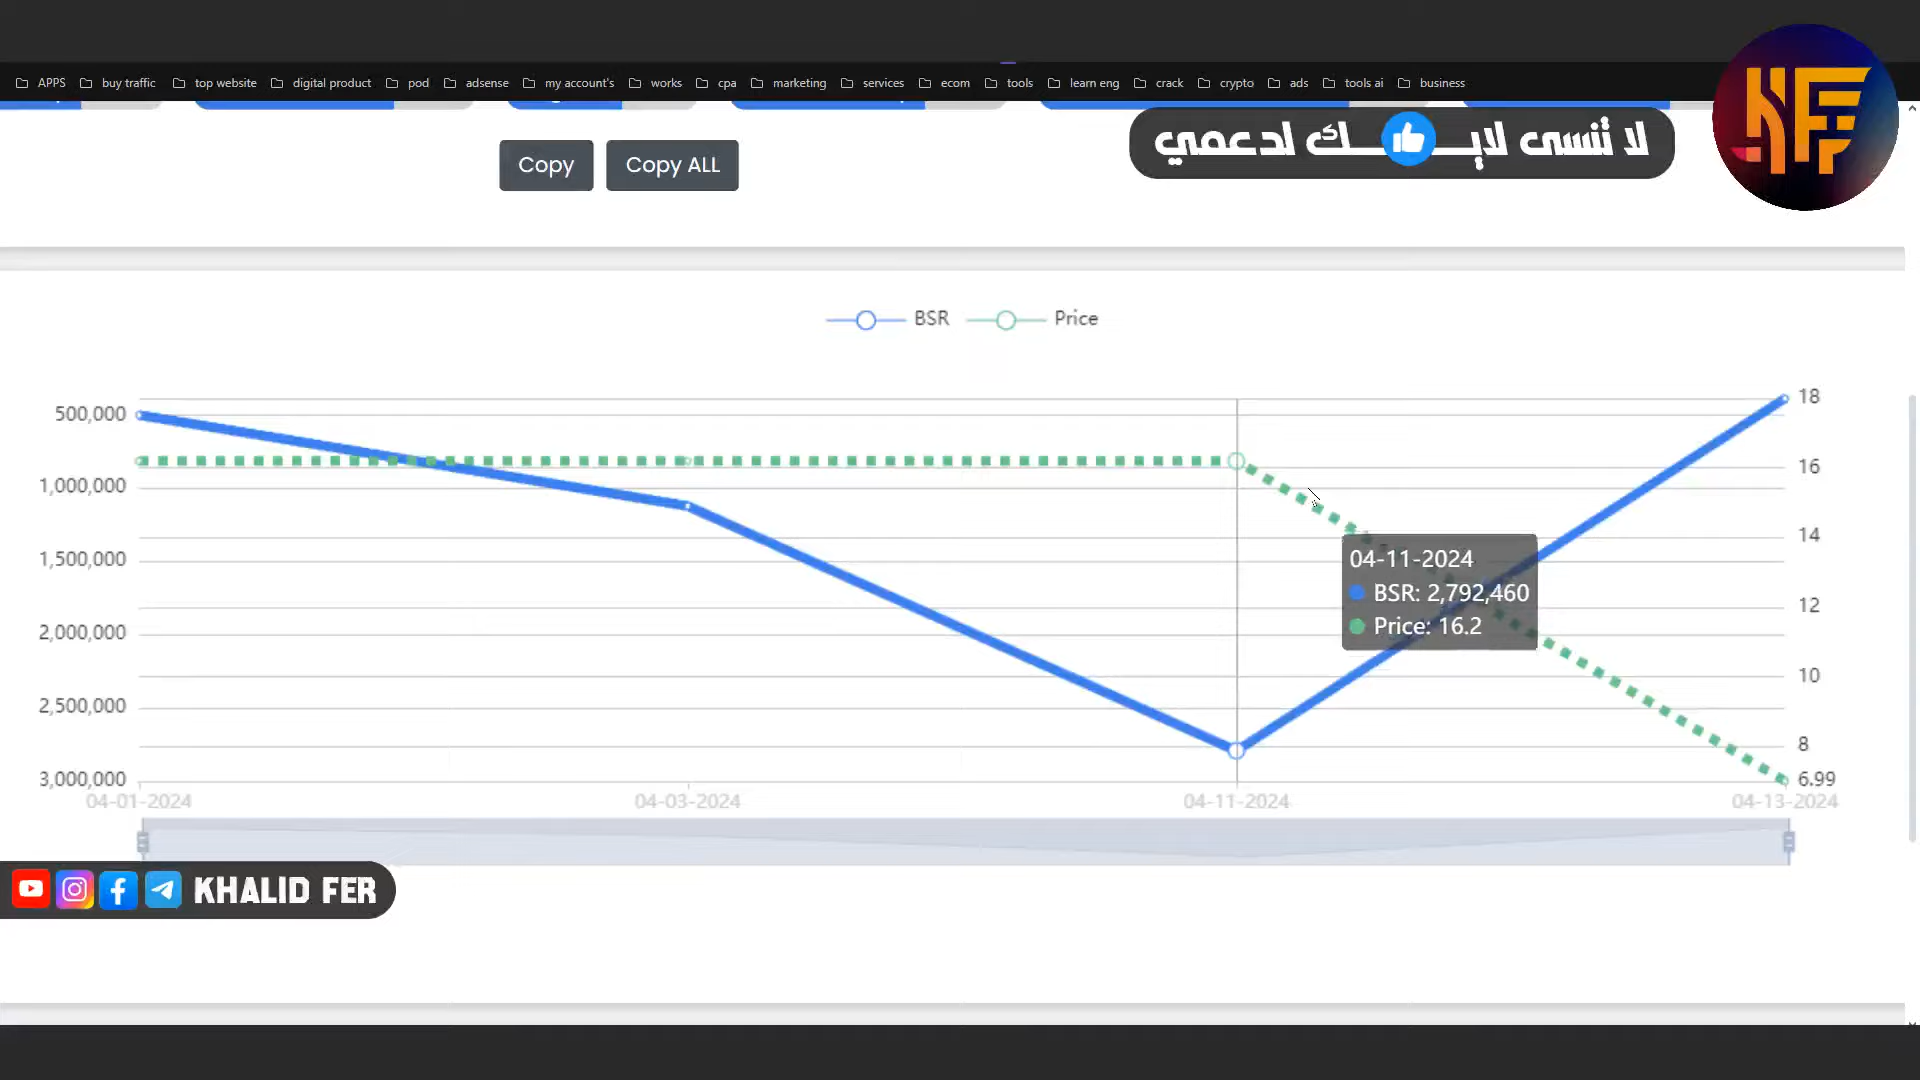 APPS buy traffic top website digital product pod adsense my account's works cpa marketing services ecom tools learn eng crack crypto ads tools ai business
لا تنسى لايــك لدعمي
KF
Copy Copy ALL
BSR Price
500,000
1,000,000
1,500,000
2,000,000
2,500,000
3,000,000
18
16
14
12
10
8
6.99
04-11-2024
BSR: 2,792,460
Price: 16.2
04-01-2024 04-03-2024 04-11-2024 04-13-2024
KHALID FER